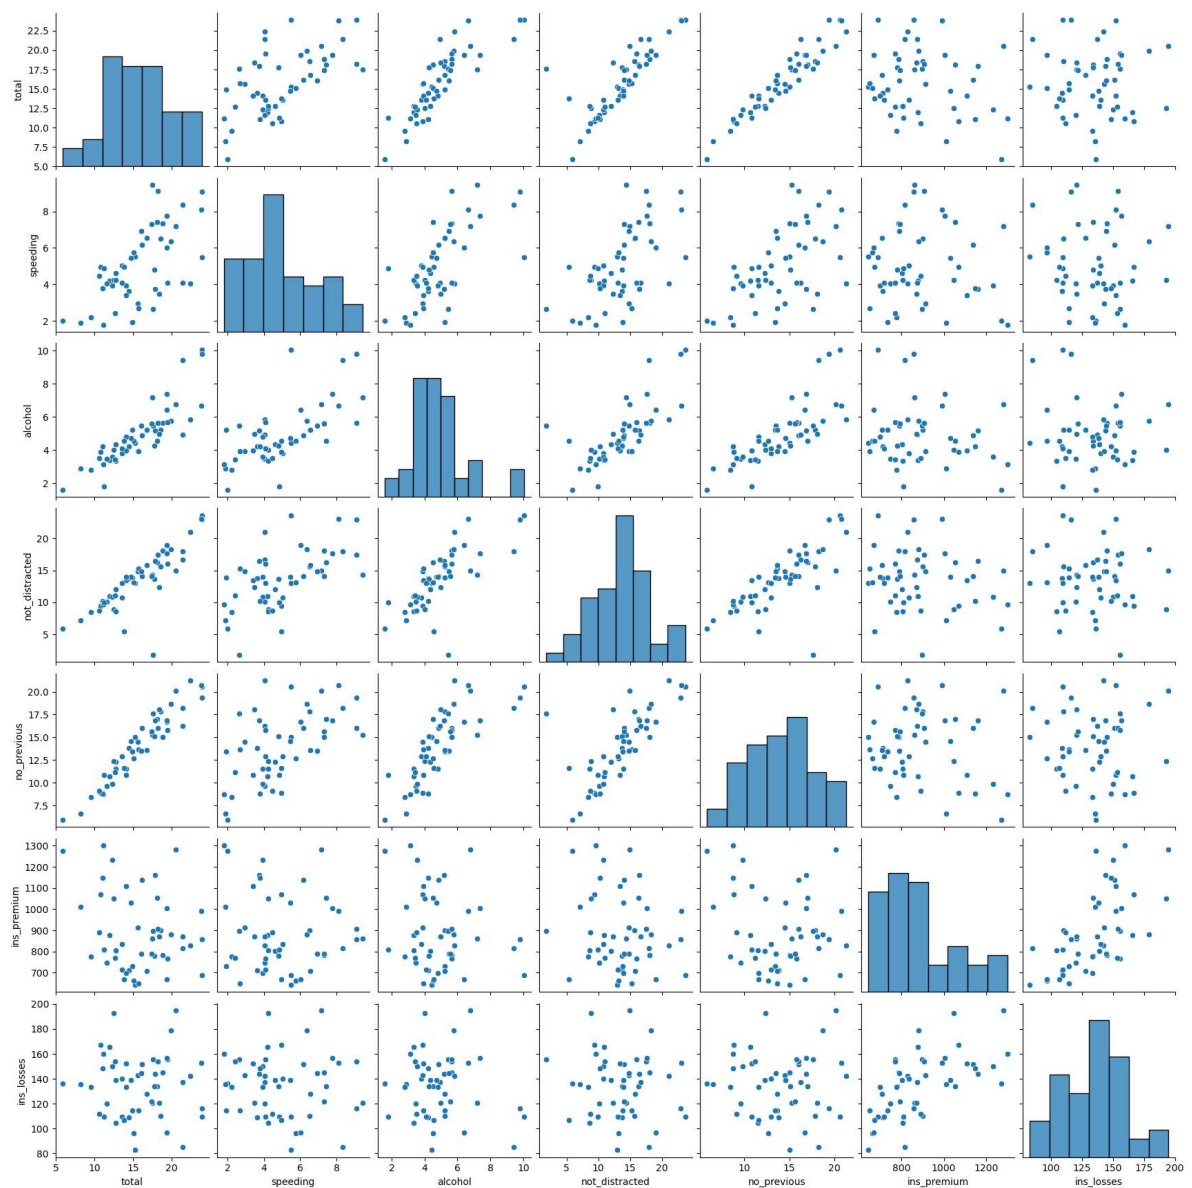 22.5
20.0
17.5
15.0
12.5
10.0
7.5
5.0
total
8
6
4
2
speeding
10
8
6
4
2
alcohol
20
15
10
5
not_distracted
20.0
17.5
15.0
12.5
10.0
7.5
no_previous
1300
1200
1100
1000
900
800
700
ins_premium
200
180
160
140
120
100
80
ins_losses
5 10 15 20
2 4 6 8
2 4 6 8 10
5 10 15 20
10 15 20
800 1000 1200
100 125 150 175 200
total speeding alcohol not_distracted no_previous ins_premium ins_losses